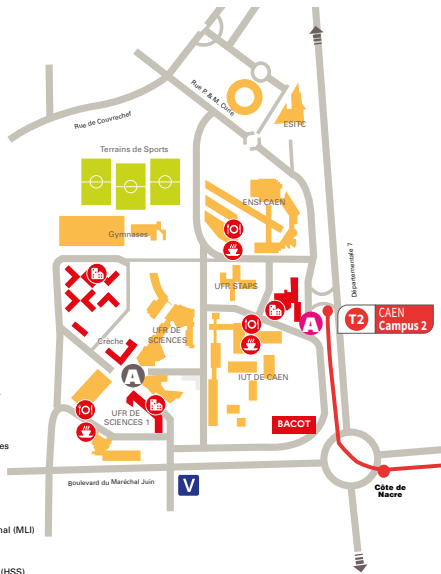 Rue P. & M. Curie
ESITC
Rue de Couvrechef
Terrains de Sports
ENSI CAEN
Gymnases
Départementale 7
UFR STAPS
T2
CAEN
Campus 2
A
UFR DE
SCIENCES
Crèche
A
IUT DE CAEN
UFR DE
SCIENCES 1
BACOT
es
Boulevard du Maréchal Juin
V
Côte de
Nacre
nal (MLI)
(HSS)